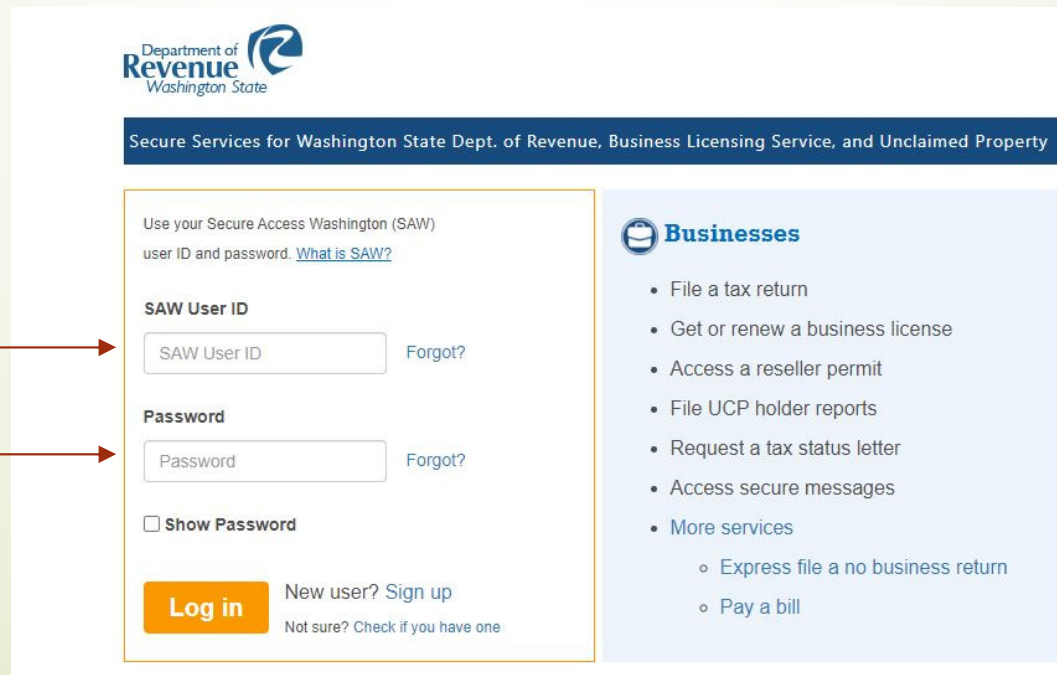 Department of
Revenue
Washington State
Secure Services for Washington State Dept. of Revenue, Business Licensing Service, and Unclaimed Property
Use your Secure Access Washington (SAW)
user ID and password. What is SAW?
SAW User ID
SAW User ID Forgot?
Password
Password Forgot?
Show Password
Log in New user? Sign up
Not sure? Check if you have one
Businesses
File a tax return
Get or renew a business license
Access a reseller permit
File UCP holder reports
Request a tax status letter
Access secure messages
More services
Express file a no business return
Pay a bill